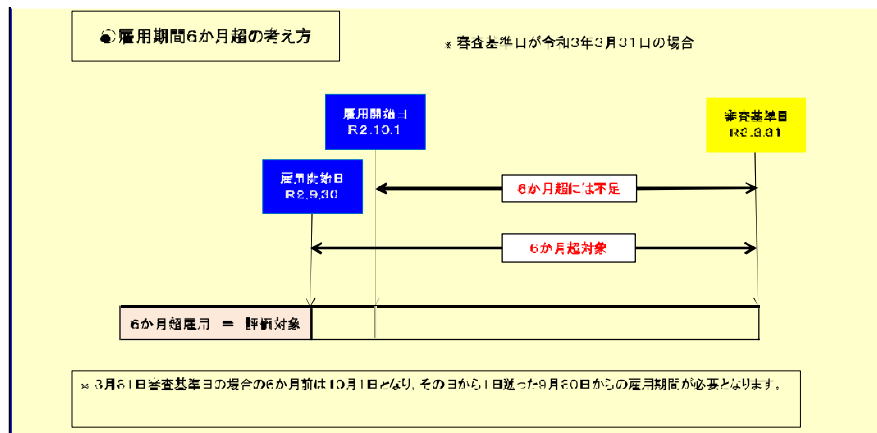 ◎雇用期間6か月超の考え方
※審査基準日が令和3年3月31日の場合
雇用開始日
R2.10.1
審査基準日
R3.3.31
雇用開始日
R2.9.30
6か月超には不足
6か月超対象
6か月超雇用 = 評価対象
※ 3月31日審査基準日の場合の6か月前は10月1日となり、その日から1日遡った9月30日からの雇用期間が必要となります。